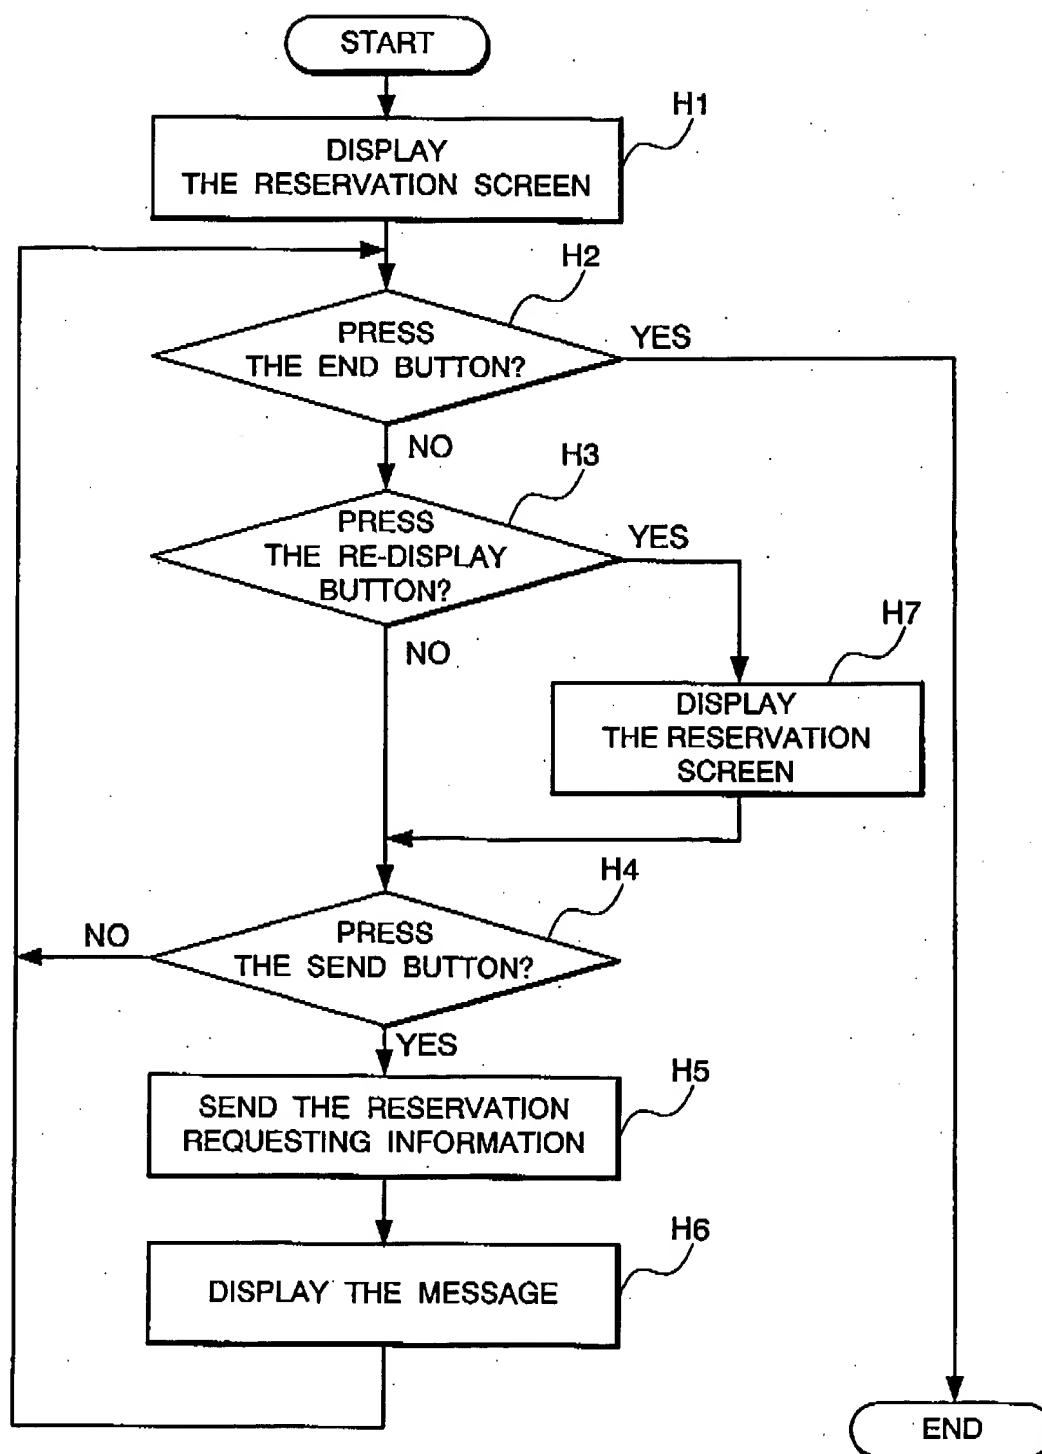 START
H1
DISPLAY
THE RESERVATION SCREEN
H2
PRESS
THE END BUTTON?
YES
NO
H3
PRESS
THE RE-DISPLAY
BUTTON?
YES
NO
H7
DISPLAY
THE RESERVATION
SCREEN
H4
PRESS
THE SEND BUTTON?
NO
YES
H5
SEND THE RESERVATION
REQUESTING INFORMATION
H6
DISPLAY THE MESSAGE
END